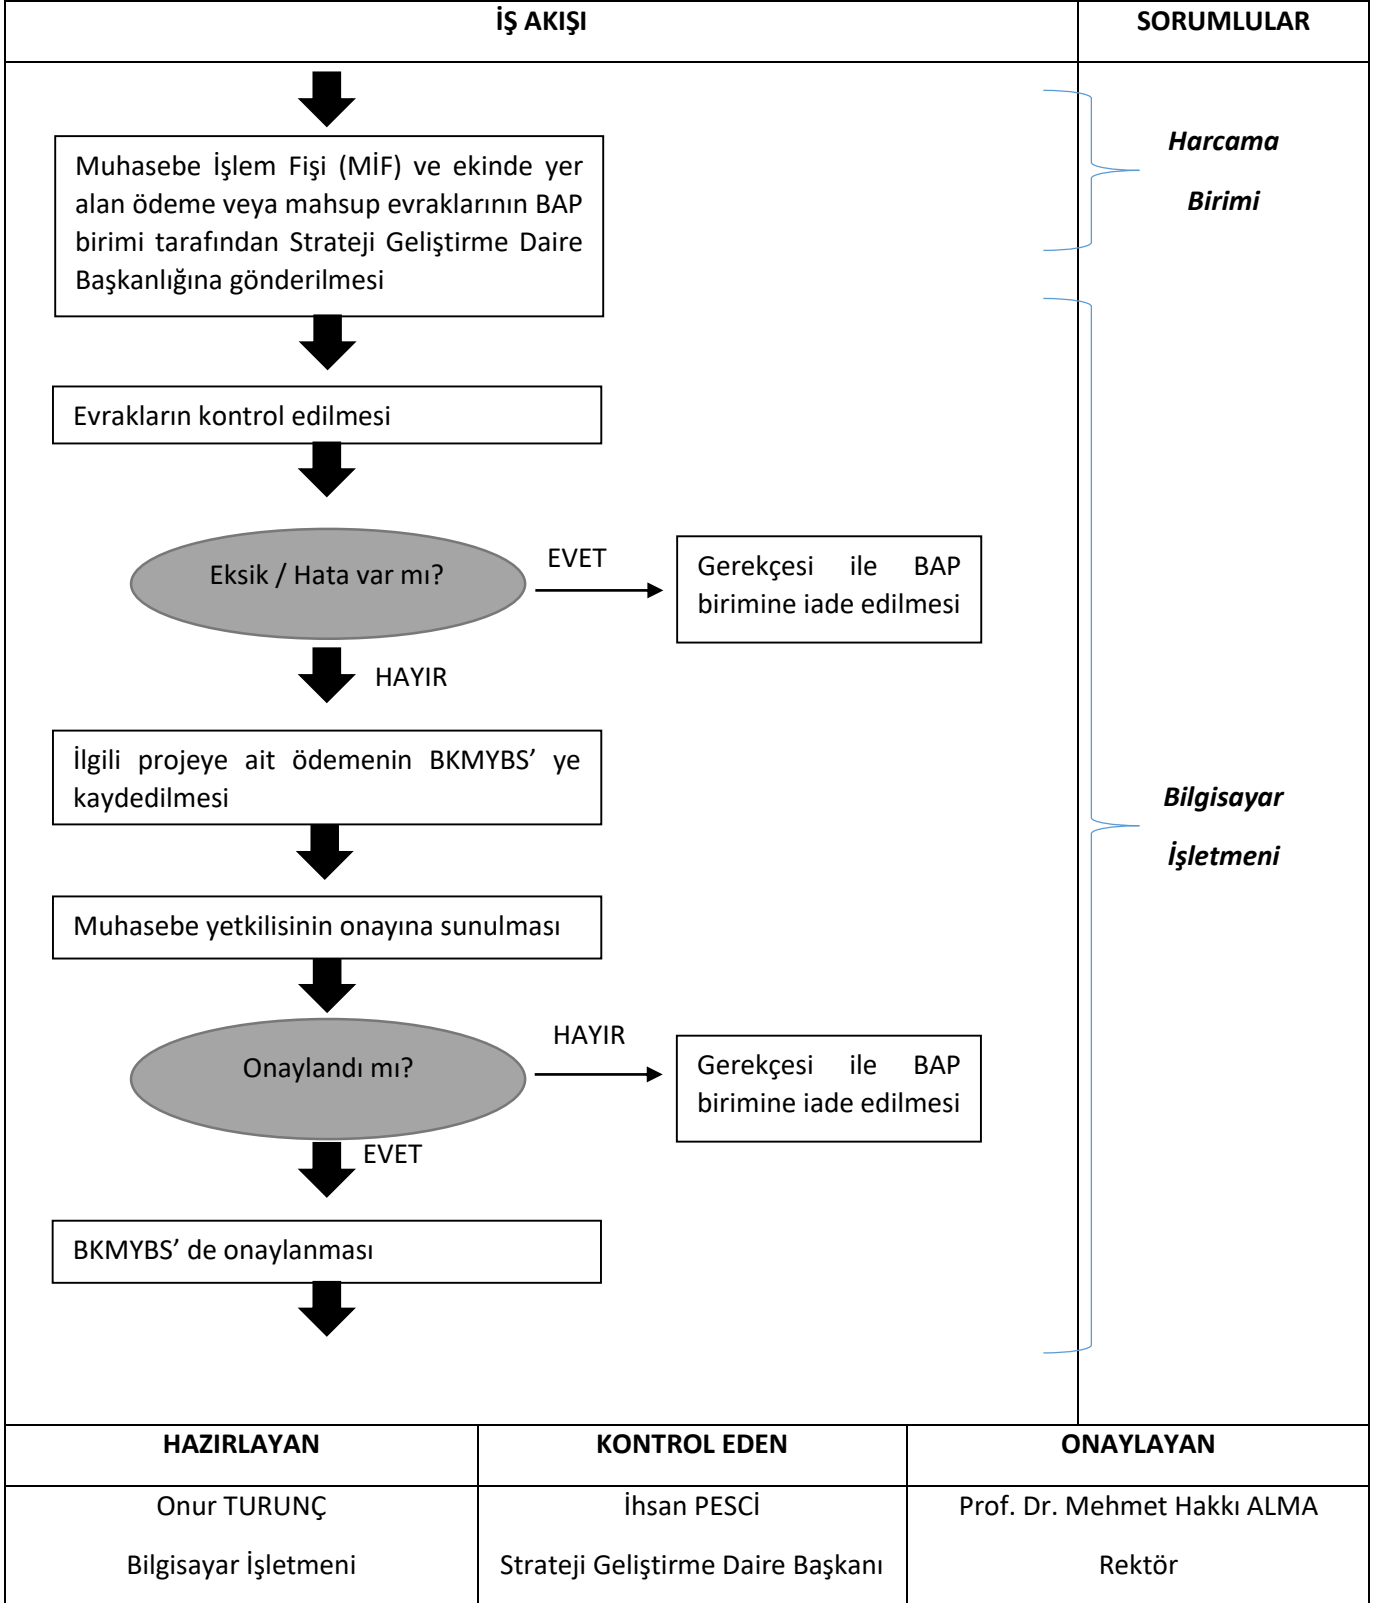 İŞ AKIŞI
SORUMLULAR
Muhasebe İşlem Fişi (MİF) ve ekinde yer
alan ödeme veya mahsup evraklarının BAP
birimi tarafından Strateji Geliştirme Daire
Başkanlığına gönderilmesi
Harcama
Birimi
Evrakların kontrol edilmesi
Eksik / Hata var mı?
EVET
Gerekçesi ile BAP
birimine iade edilmesi
HAYIR
İlgili projeye ait ödemenin BKMYBS’ ye
kaydedilmesi
Bilgisayar
İşletmeni
Muhasebe yetkilisinin onayına sunulması
Onaylandı mı?
HAYIR
Gerekçesi ile BAP
birimine iade edilmesi
EVET
BKMYBS’ de onaylanması
HAZIRLAYAN
KONTROL EDEN
ONAYLAYAN
Onur TURUNÇ
İhsan PESCİ
Prof. Dr. Mehmet Hakkı ALMA
Bilgisayar İşletmeni
Strateji Geliştirme Daire Başkanı
Rektör